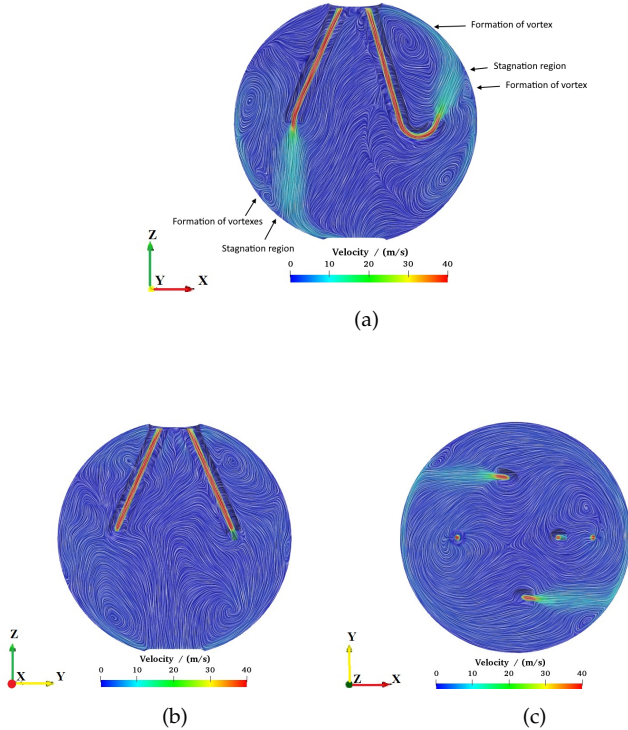 Formation of vortex
Stagnation region
Formation of vortex
Formation of vortexes
Stagnation region
Z
Y
X
Velocity / (m/s)
0 10 20 30 40
(a)
Z
X
Y
Velocity / (m/s)
0 10 20 30 40
(b)
Y
Z
X
Velocity / (m/s)
0 10 20 30 40
(c)